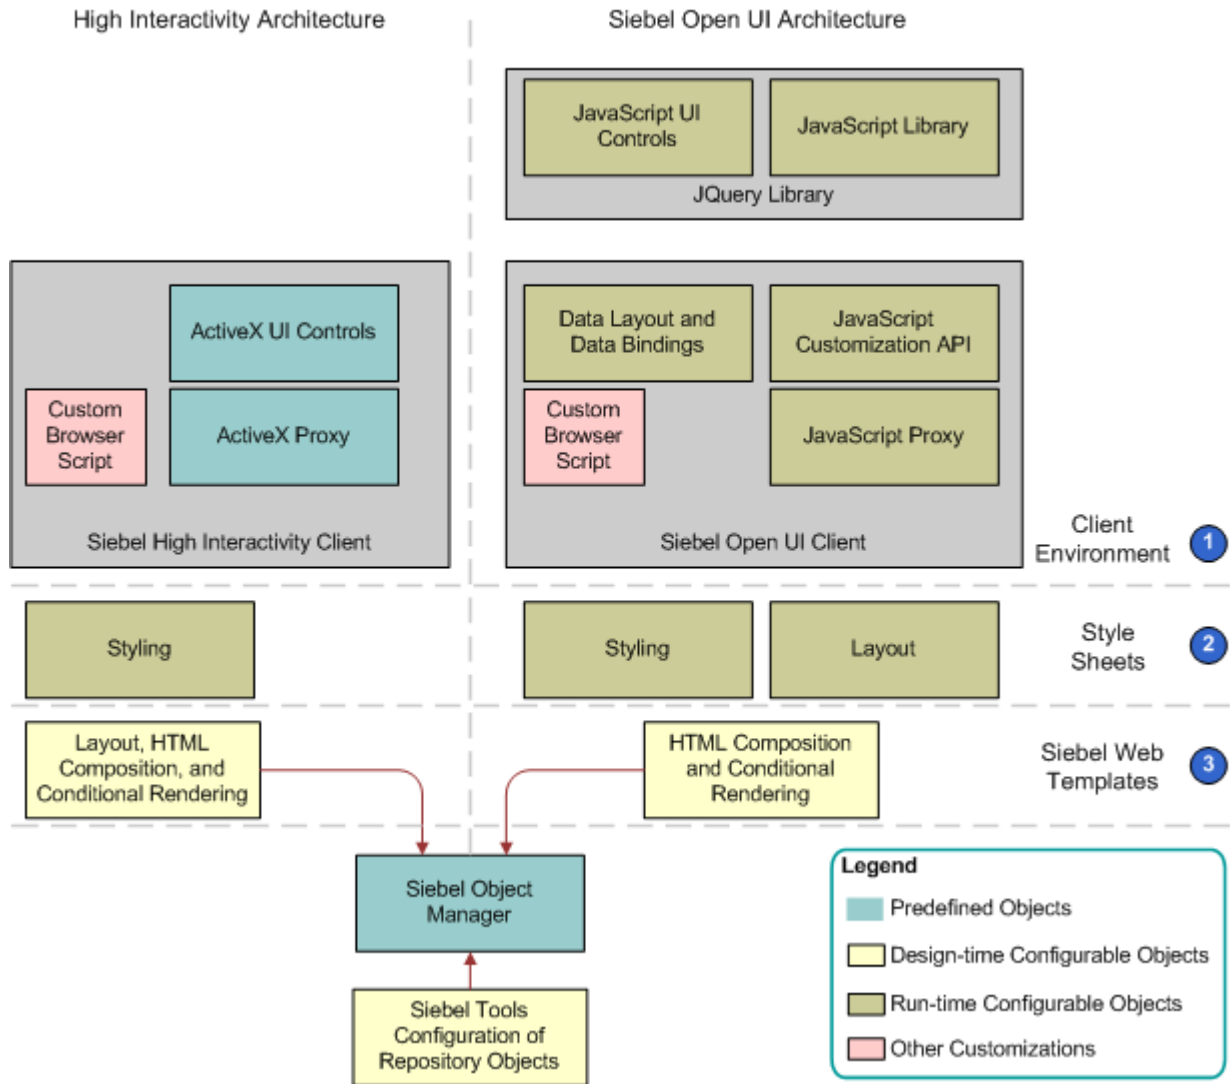 High Interactivity Architecture
Siebel Open UI Architecture
JavaScript UI
Controls
JavaScript Library
JQuery Library
ActiveX UI Controls
Custom
Browser
Script
ActiveX Proxy
Siebel High Interactivity Client
Data Layout and
Data Bindings
JavaScript
Customization API
Custom
Browser
Script
JavaScript Proxy
Siebel Open UI Client
Client
Environment
1
Styling
Styling
Layout
Style
Sheets
2
Layout, HTML
Composition, and
Conditional Rendering
HTML Composition
and Conditional
Rendering
Siebel Web
Templates
3
Siebel Object
Manager
Siebel Tools
Configuration of
Repository Objects
Legend
Predefined Objects
Design-time Configurable Objects
Run-time Configurable Objects
Other Customizations